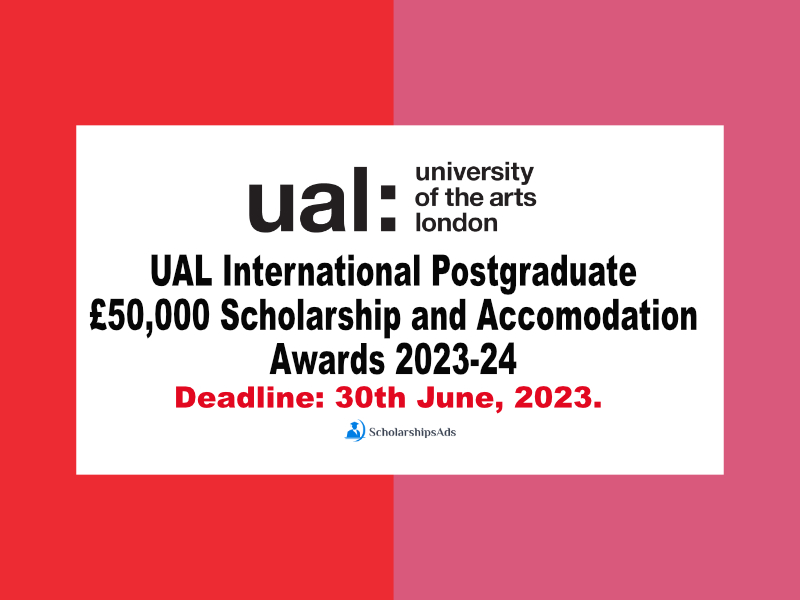 ual:
university
of the arts
london
UAL International Postgraduate
£50,000 Scholarship and Accomodation
Awards 2023-24
Deadline: 30th June, 2023.
ScholarshipsAds